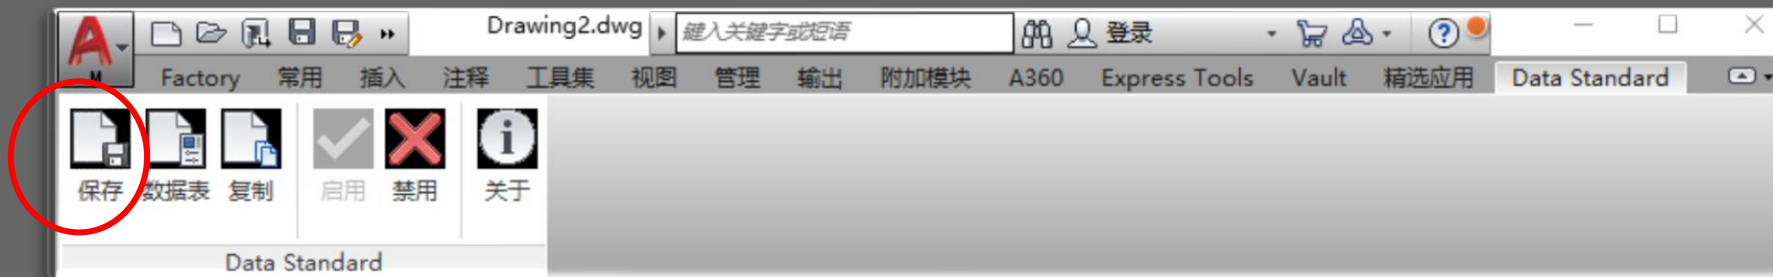 Drawing2.dwg 键入关键字或短语 登录
M Factory 常用 插入 注释 工具集 视图 管理 输出 附加模块 A360 Express Tools Vault 精选应用 Data Standard
保存 数据表 复制 启用 禁用 关于
Data Standard